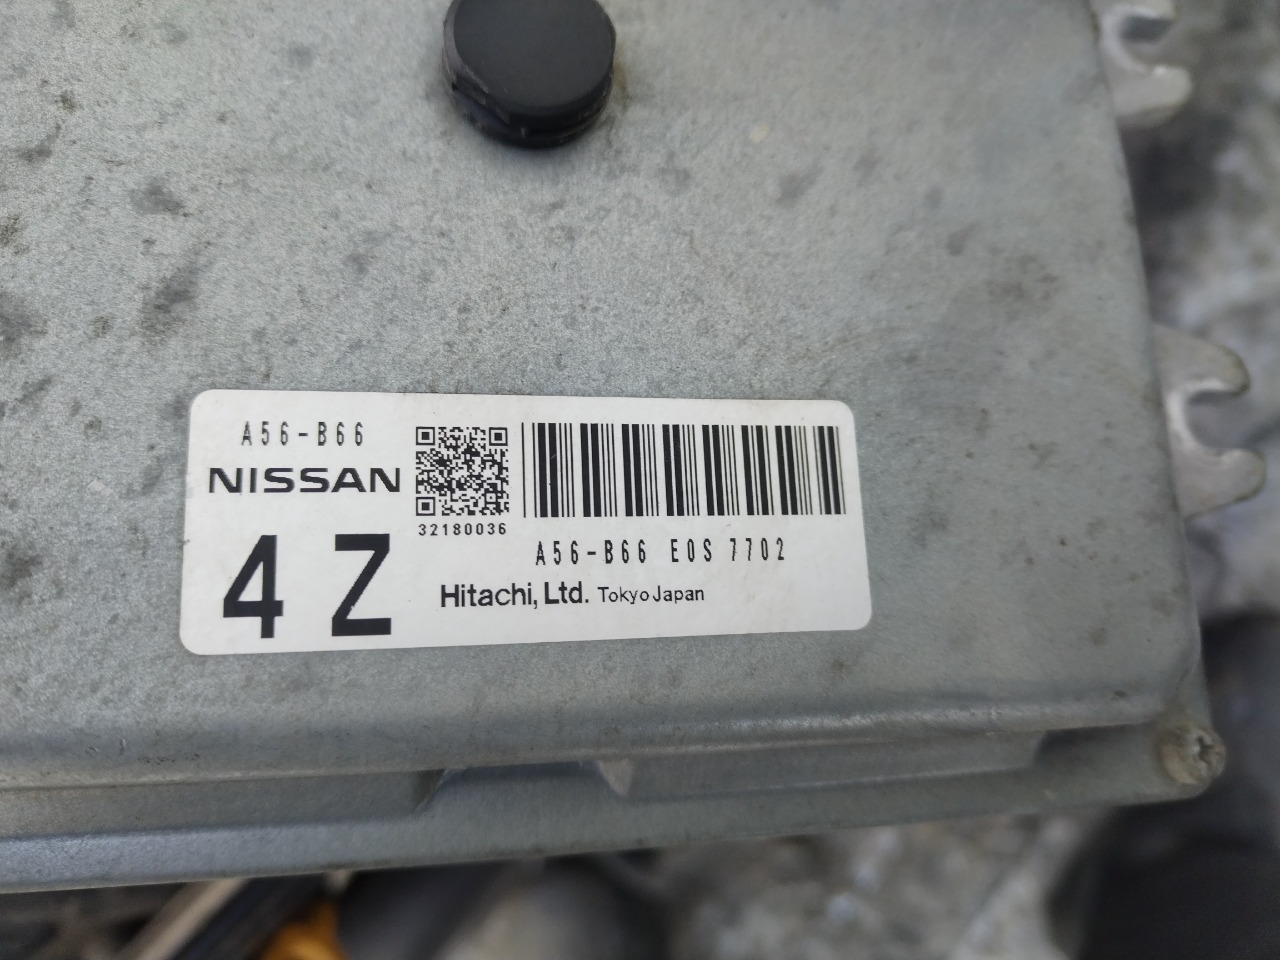 A56-B66
NISSAN
32180036
4 Z
A56-B66 E0S 7702
Hitachi, Ltd. Tokyo Japan